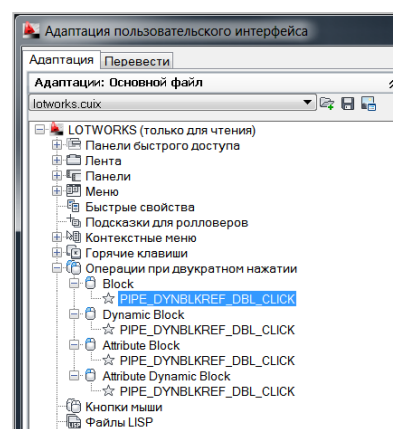 Адаптация пользовательского интерфейса
Адаптация Перевести
Адаптации: Основной файл
lotworks.cuix
LOTWORKS (только для чтения)
Панели быстрого доступа
Лента
Панели
Меню
Быстрые свойства
Подсказки для ролловеров
Контекстные меню
Горячие клавиши
Операции при двукратном нажатии
Block
PIPE_DYNBLKREF_DBL_CLICK
Dynamic Block
PIPE_DYNBLKREF_DBL_CLICK
Attribute Block
PIPE_DYNBLKREF_DBL_CLICK
Attribute Dynamic Block
PIPE_DYNBLKREF_DBL_CLICK
Кнопки мыши
Файлы LISP